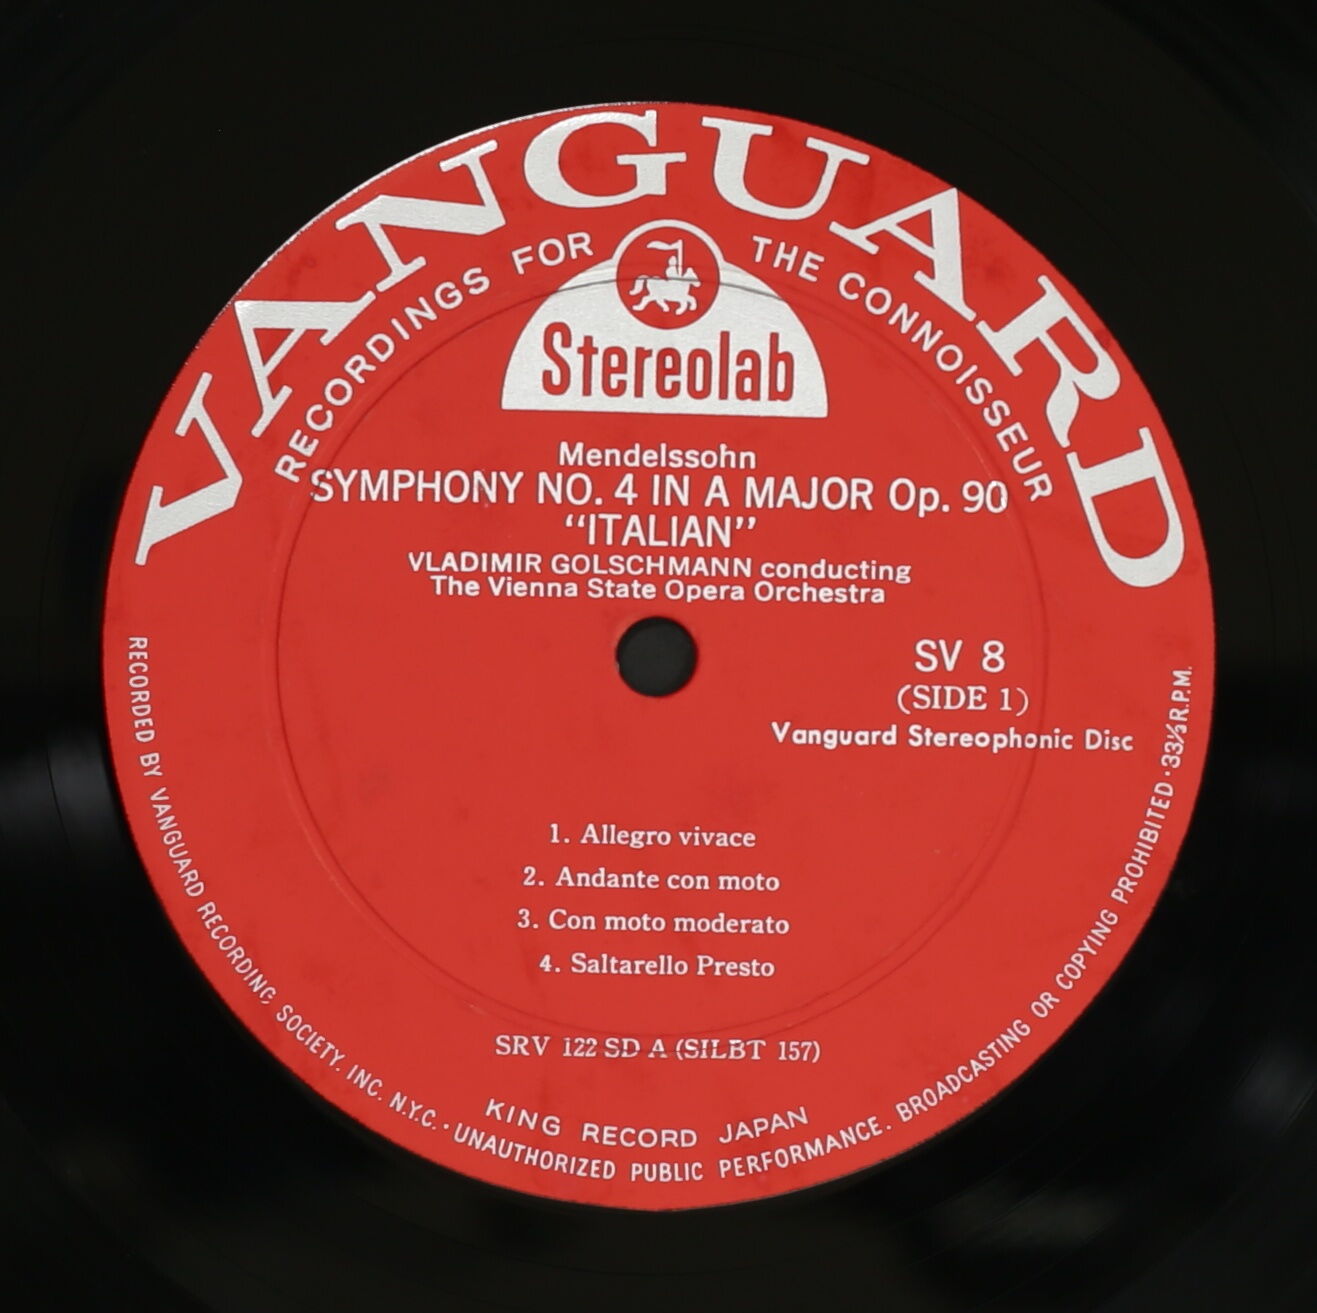 VANGUARD
RECORDINGS FOR THE CONNOISSEUR
Stereolab
Mendelssohn
SYMPHONY NO. 4 IN A MAJOR Op. 90
“ITALIAN”
VLADIMIR GOLSCHMANN conducting
The Vienna State Opera Orchestra
SV 8
(SIDE 1)
Vanguard Stereophonic Disc
1. Allegro vivace
2. Andante con moto
3. Con moto moderato
4. Saltarello Presto
SRV 122 SD A (SILBT 157)
KING RECORD JAPAN
RECORDED BY VANGUARD RECORDING SOCIETY. INC. N.Y.C. • UNAUTHORIZED PUBLIC PERFORMANCE. BROADCASTING OR COPYING PROHIBITED • 33⅓ R.P.M.